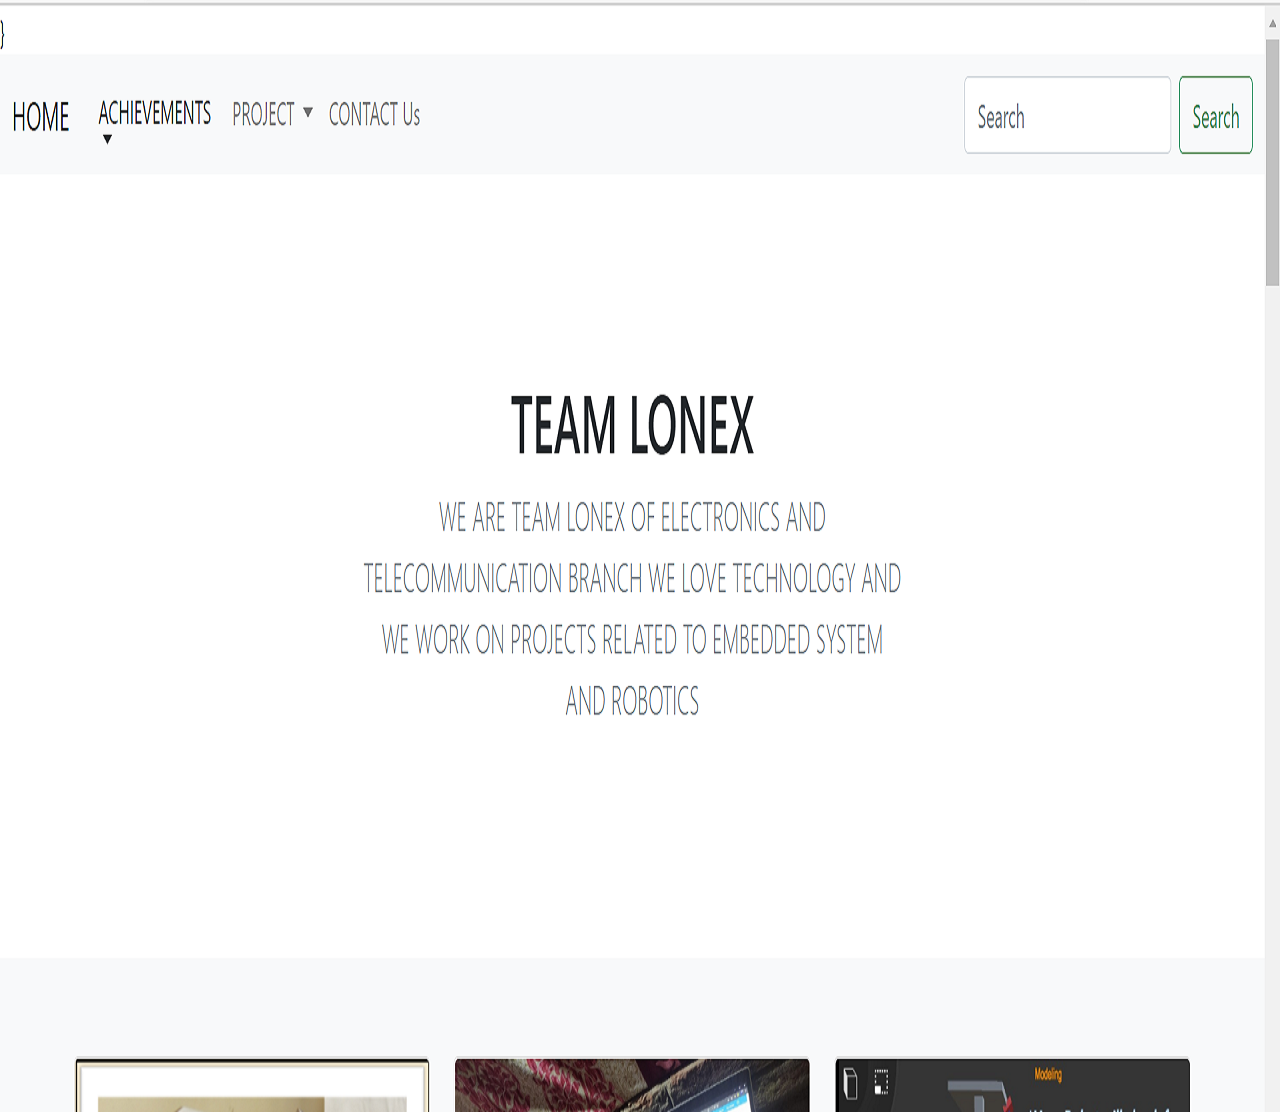 }
HOME ACHIEVEMENTS PROJECT CONTACT Us Search Search
TEAM LONEX
WE ARE TEAM LONEX OF ELECTRONICS AND
TELECOMMUNICATION BRANCH WE LOVE TECHNOLOGY AND
WE WORK ON PROJECTS RELATED TO EMBEDDED SYSTEM
AND ROBOTICS
Modeling